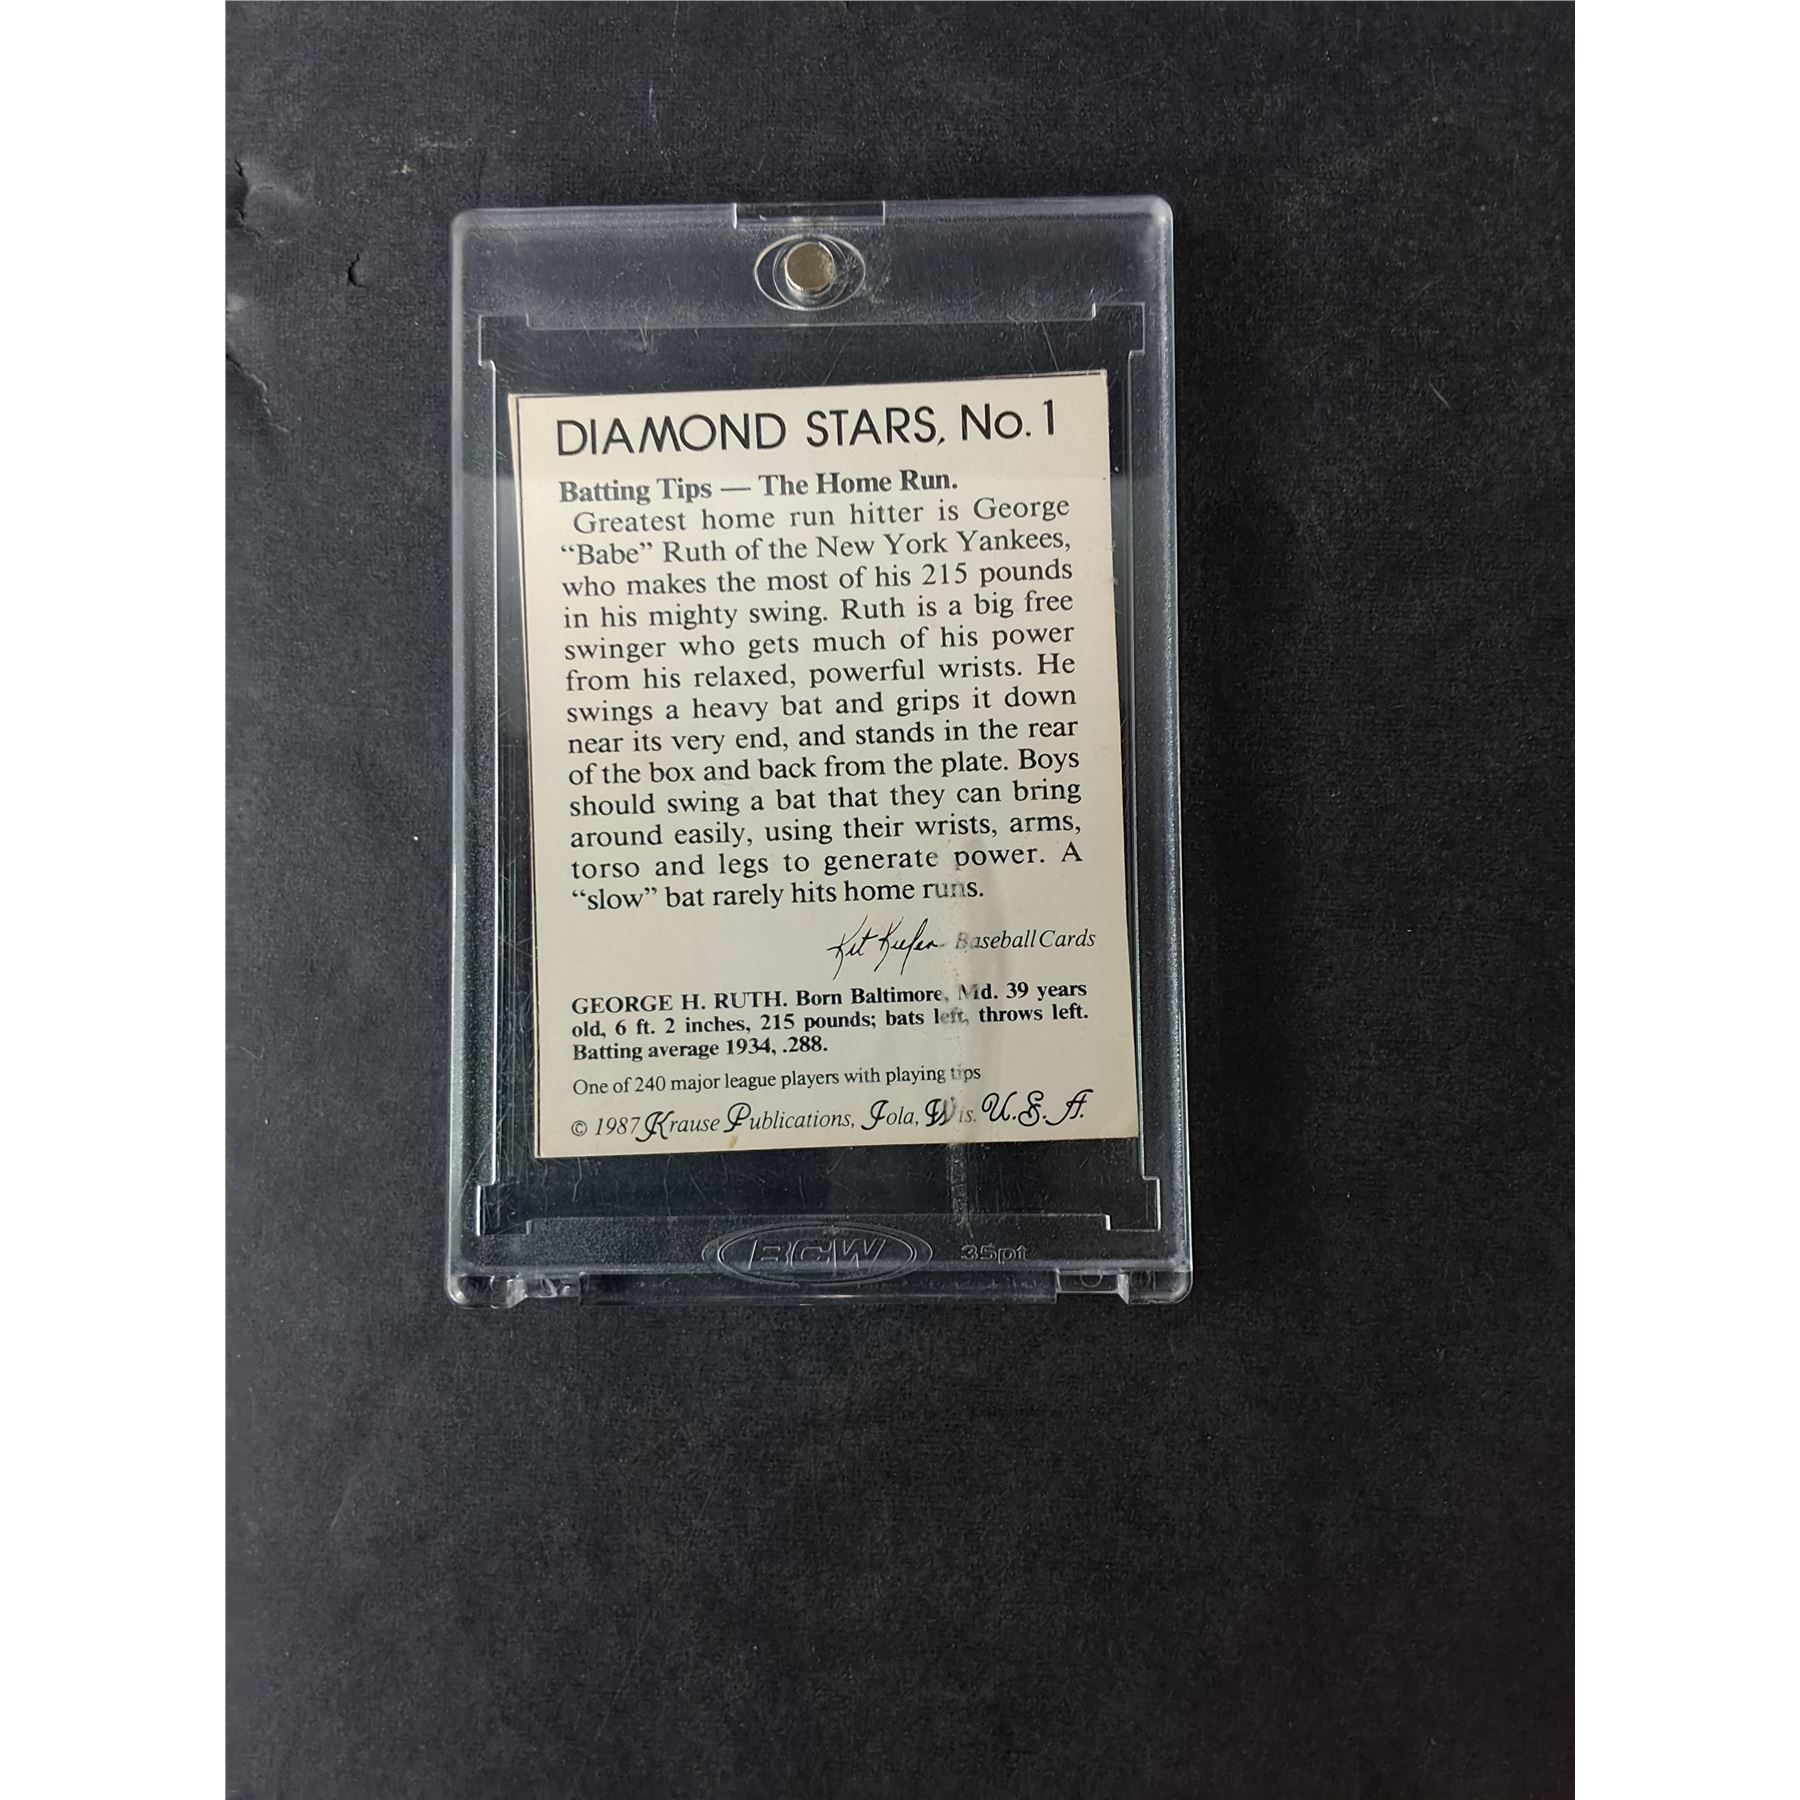 DIAMOND STARS, No. 1
Batting Tips — The Home Run.
Greatest home run hitter is George
“Babe” Ruth of the New York Yankees,
who makes the most of his 215 pounds
in his mighty swing. Ruth is a big free
swinger who gets much of his power
from his relaxed, powerful wrists. He
swings a heavy bat and grips it down
near its very end, and stands in the rear
of the box and back from the plate. Boys
should swing a bat that they can bring
around easily, using their wrists, arms,
torso and legs to generate power. A
“slow” bat rarely hits home runs.
Kit Kiefer Baseball Cards
GEORGE H. RUTH. Born Baltimore, Md. 39 years
old, 6 ft. 2 inches, 215 pounds; bats left, throws left.
Batting average 1934, .288.
One of 240 major league players with playing tips
© 1987 Krause Publications, Iola, Wis. U.S.A.
BCW 35pt